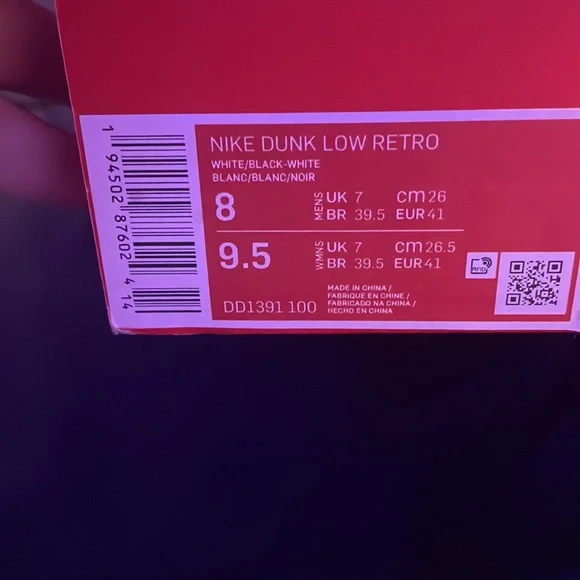 NIKE DUNK LOW RETRO
WHITE/BLACK-WHITE
BLANC/BLANC/NOIR
8 MENS UK 7 cm 26
BR 39.5 EUR 41
9.5 WMNS UK 7 cm 26.5
BR 39.5 EUR 41
RFID
DD1391 100
MADE IN CHINA /
FABRIQUE EN CHINE /
FABRICADO NA CHINA /
HECHO EN CHINA
1 94502 87602 4 14